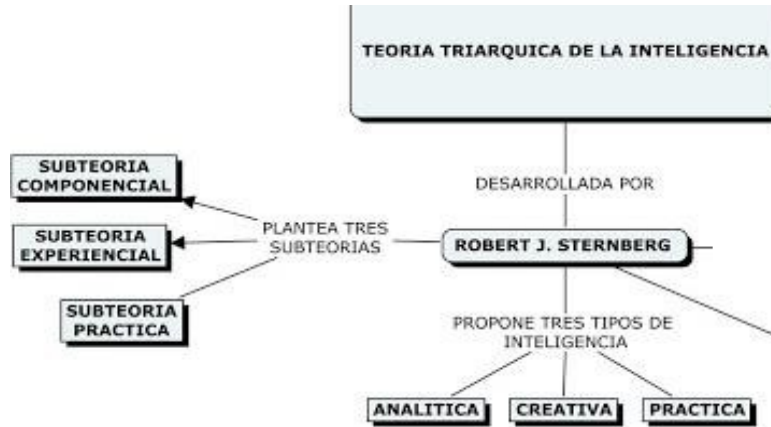 TEORIA TRIARQUICA DE LA INTELIGENCIA
DESARROLLADA POR
ROBERT J. STERNBERG
PLANTEA TRES
SUBTEORIAS
SUBTEORIA
COMPONENCIAL
SUBTEORIA
EXPERIENCIAL
SUBTEORIA
PRACTICA
PROPONE TRES TIPOS DE
INTELIGENCIA
ANALITICA
CREATIVA
PRACTICA